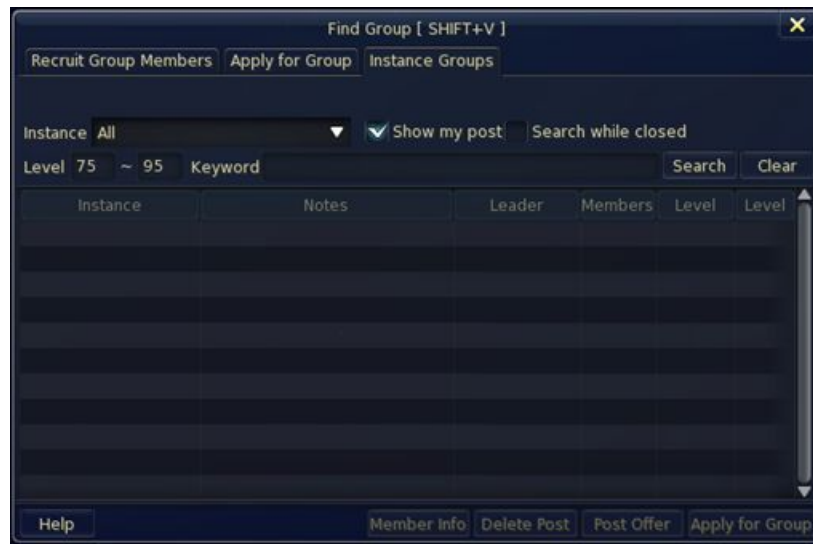 Find Group [ SHIFT+V ]
Recruit Group Members Apply for Group Instance Groups
Instance All Show my post Search while closed
Level 75 ~ 95 Keyword Search Clear
Instance Notes Leader Members Level Level
Help Member Info Delete Post Post Offer Apply for Group